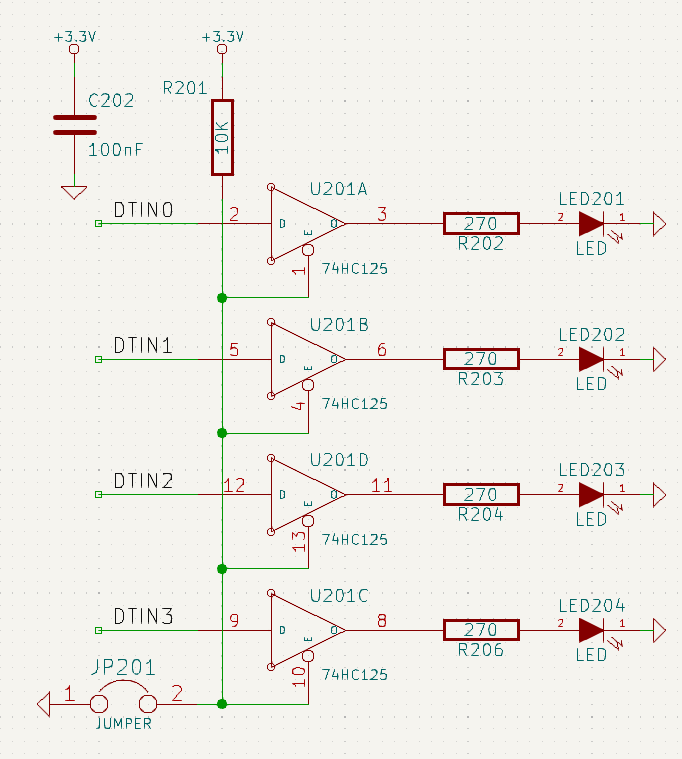 +3.3V +3.3V
C202
100nF
R201
10K
DTIN0 2 U201A D E O 3 1 74HC125 270 R202 LED201 2 1 LED
DTIN1 5 U201B D E O 6 4 74HC125 270 R203 LED202 2 1 LED
DTIN2 12 U201D D E O 11 13 74HC125 270 R204 LED203 2 1 LED
DTIN3 9 U201C D E O 8 10 74HC125 270 R206 LED204 2 1 LED
JP201
1 2
JUMPER